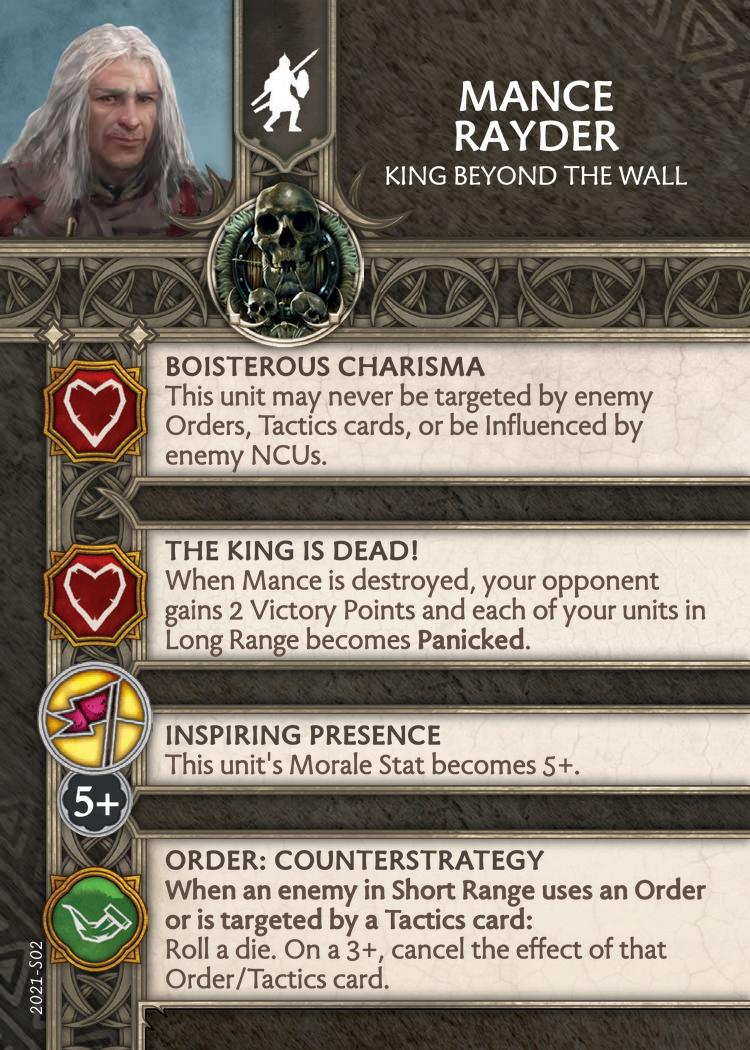 MANCE
RAYDER
KING BEYOND THE WALL
BOISTEROUS CHARISMA
This unit may never be targeted by enemy
Orders, Tactics cards, or be Influenced by
enemy NCUs.
THE KING IS DEAD!
When Mance is destroyed, your opponent
gains 2 Victory Points and each of your units in
Long Range becomes Panicked.
INSPIRING PRESENCE
This unit's Morale Stat becomes 5+.
5+
ORDER: COUNTERSTRATEGY
When an enemy in Short Range uses an Order
or is targeted by a Tactics card:
Roll a die. On a 3+, cancel the effect of that
Order/Tactics card.
2021-S02